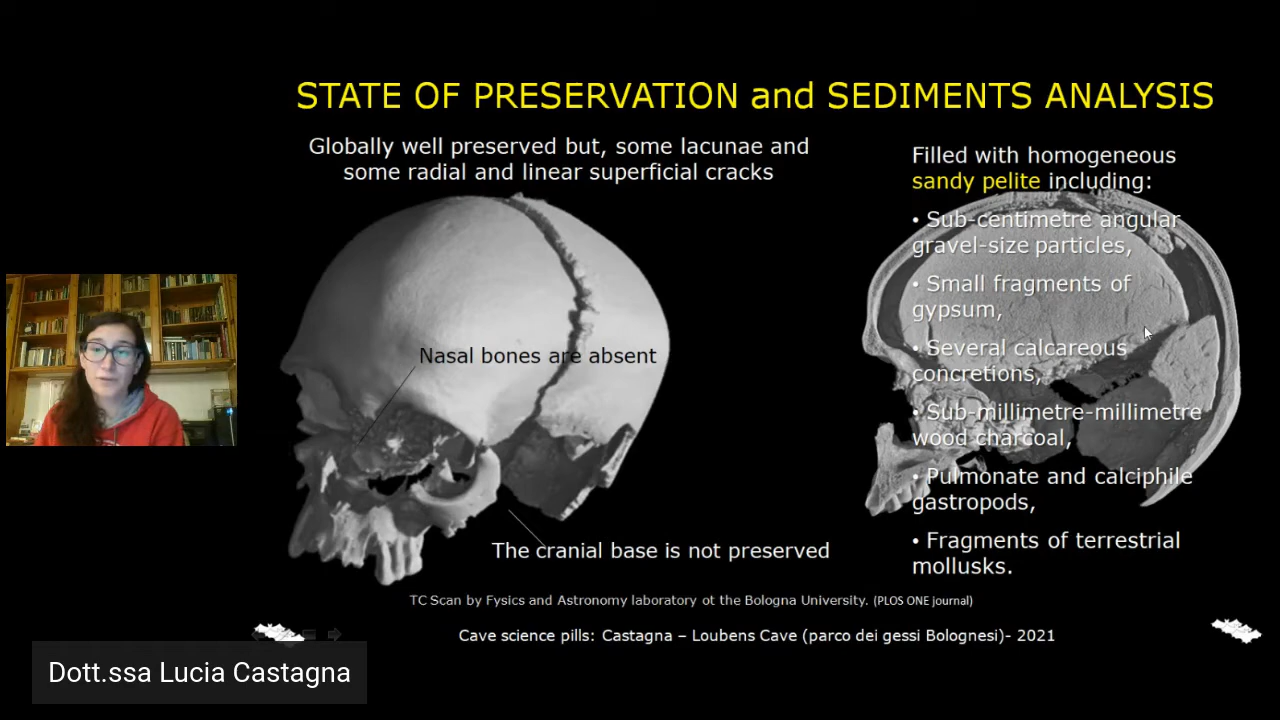 STATE OF PRESERVATION and SEDIMENTS ANALYSIS
Globally well preserved but, some lacunae and
some radial and linear superficial cracks
Nasal bones are absent
The cranial base is not preserved
Filled with homogeneous
sandy pelite including:
• Sub-centimetre angular
gravel-size particles,
• Small fragments of
gypsum,
• Several calcareous
concretions,
• Sub-millimetre-millimetre
wood charcoal,
• Pulmonate and calciphile
gastropods,
• Fragments of terrestrial
mollusks.
TC Scan by Fysics and Astronomy laboratory ot the Bologna University. (PLOS ONE journal)
Cave science pills: Castagna – Loubens Cave (parco dei gessi Bolognesi)- 2021
Dott.ssa Lucia Castagna